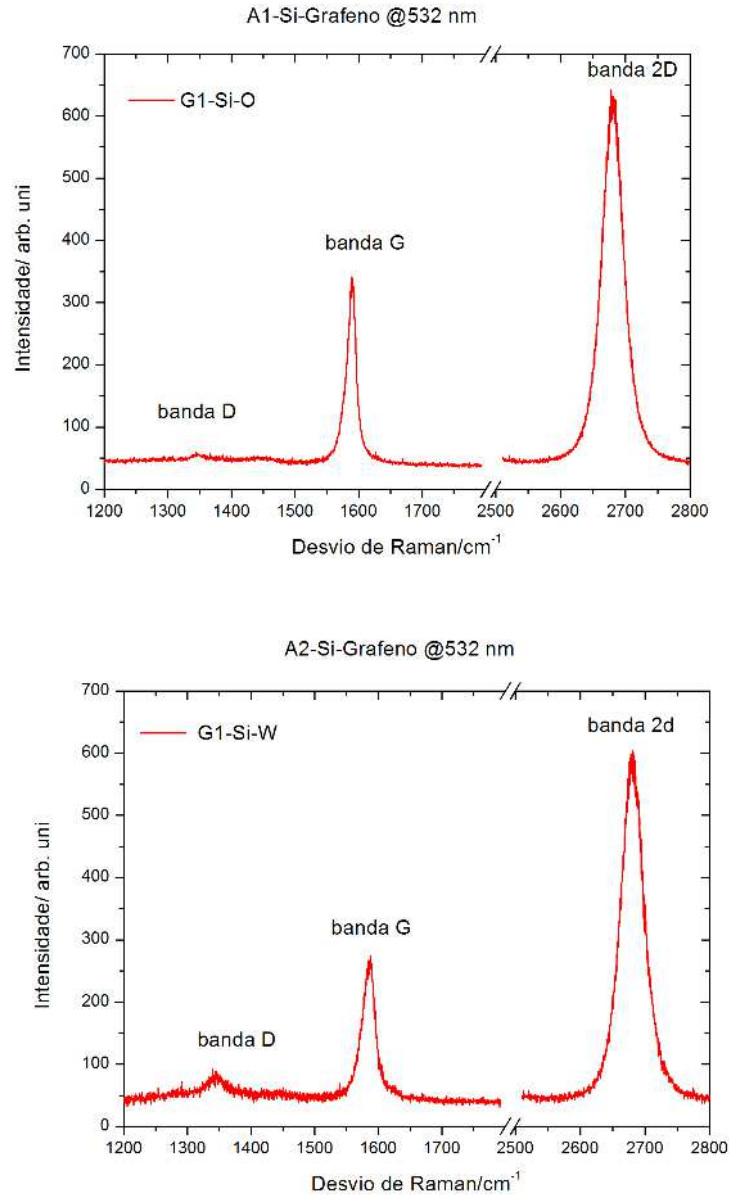 A1-Si-Grafeno @532 nm
700
600
500
400
300
200
100
0
Intensidade/ arb. uni
G1-Si-O
banda 2D
banda G
banda D
1200 1300 1400 1500 1600 1700 2500 2600 2700 2800
Desvio de Raman/cm⁻¹
A2-Si-Grafeno @532 nm
700
600
500
400
300
200
100
0
Intensidade/ arb. uni
G1-Si-W
banda 2d
banda G
banda D
1200 1300 1400 1500 1600 1700 2500 2600 2700 2800
Desvio de Raman/cm⁻¹